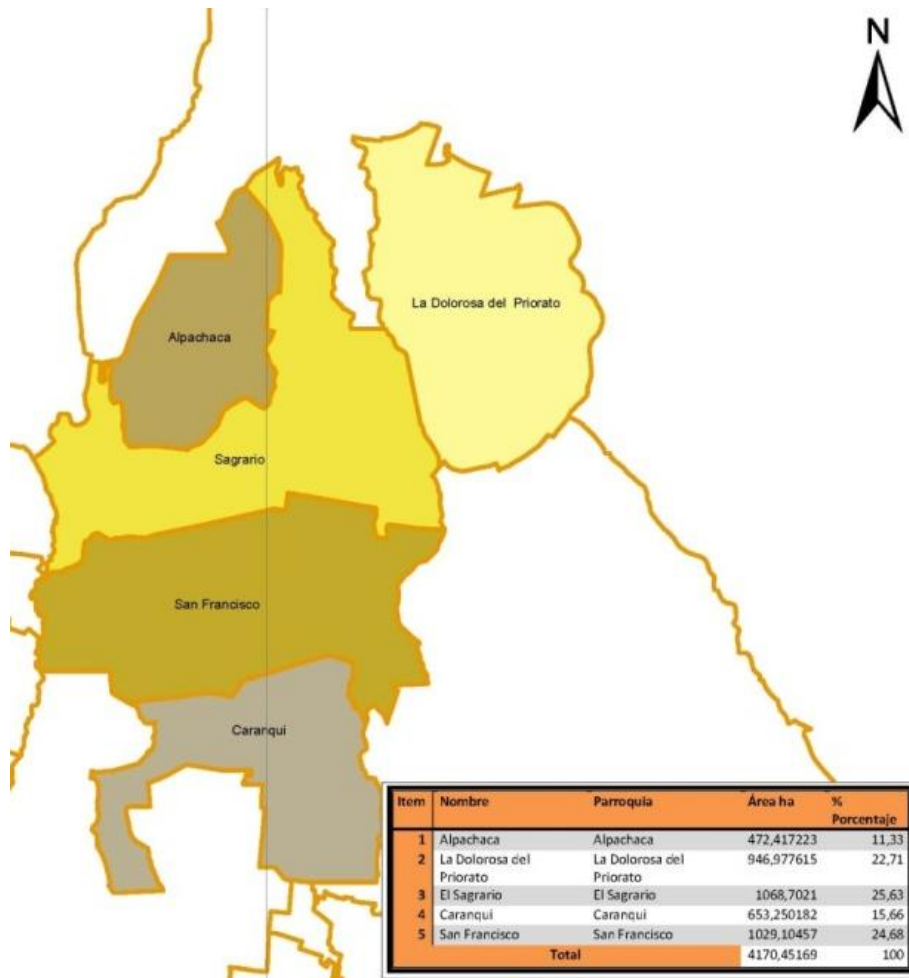 N
La Dolorosa del Priorato
Alpachaca
Sagrario
San Francisco
Caranqui
Item Nombre Parroquia Área ha %
Porcentaje
1 Alpachaca Alpachaca 472,417223 11,33
2 La Dolorosa del La Dolorosa del 946,977615 22,71
Priorato Priorato
3 El Sagrario El Sagrario 1068,7021 25,63
4 Caranqui Caranqui 653,250182 15,66
5 San Francisco San Francisco 1029,10457 24,68
Total 4170,45169 100